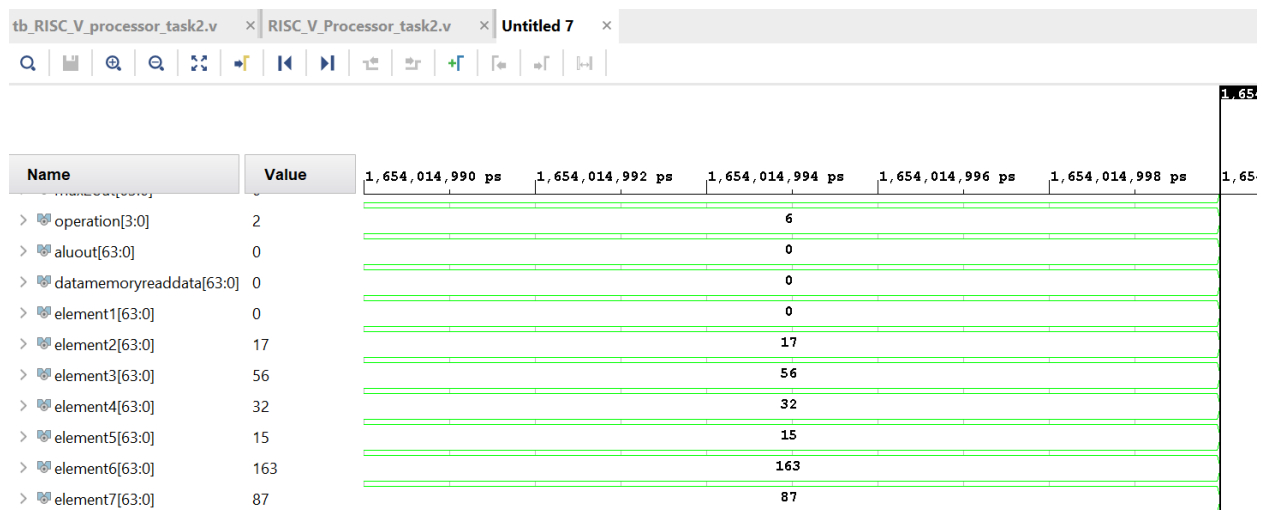 tb_RISC_V_processor_task2.v × RISC_V_Processor_task2.v × Untitled 7 ×
1,65
Name Value 1,654,014,990 ps 1,654,014,992 ps 1,654,014,994 ps 1,654,014,996 ps 1,654,014,998 ps 1,65
operation[3:0] 2 6
aluout[63:0] 0 0
datamemoryreaddata[63:0] 0 0
element1[63:0] 0 0
element2[63:0] 17 17
element3[63:0] 56 56
element4[63:0] 32 32
element5[63:0] 15 15
element6[63:0] 163 163
element7[63:0] 87 87